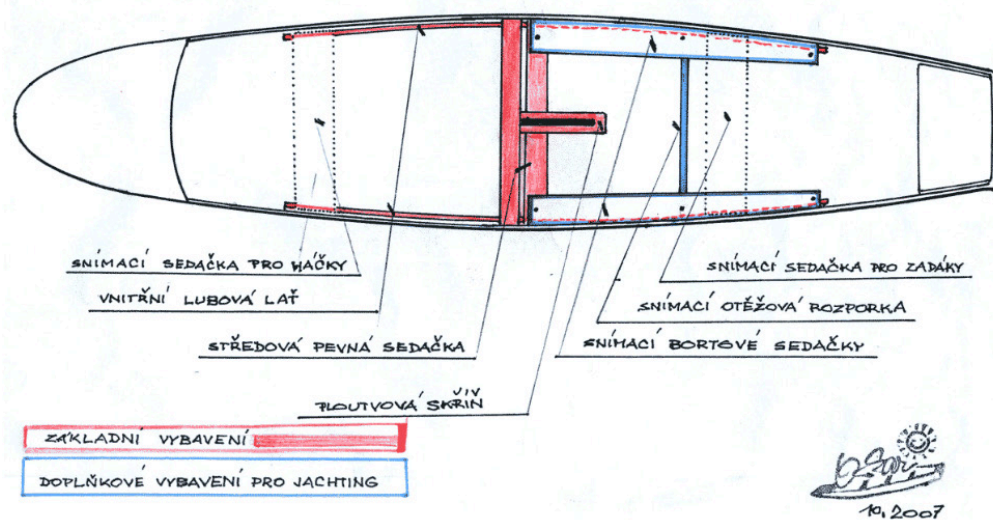 SNÍMACÍ SEDAČKA PRO HÁČKY
VNITŘNÍ LUBOVÁ LAŤ
STŘEDOVÁ PEVNÁ SEDAČKA
PLOUTVOVÁ SKŘÍŇ
SNÍMACÍ SEDAČKA PRO ZADÁKY
SNÍMACÍ OTĚŽOVÁ ROZPORKA
SNÍMACÍ BORTOVÉ SEDAČKY
ZÁKLADNÍ VYBAVENÍ
DOPLŇKOVÉ VYBAVENÍ PRO JACHTING
10.2007